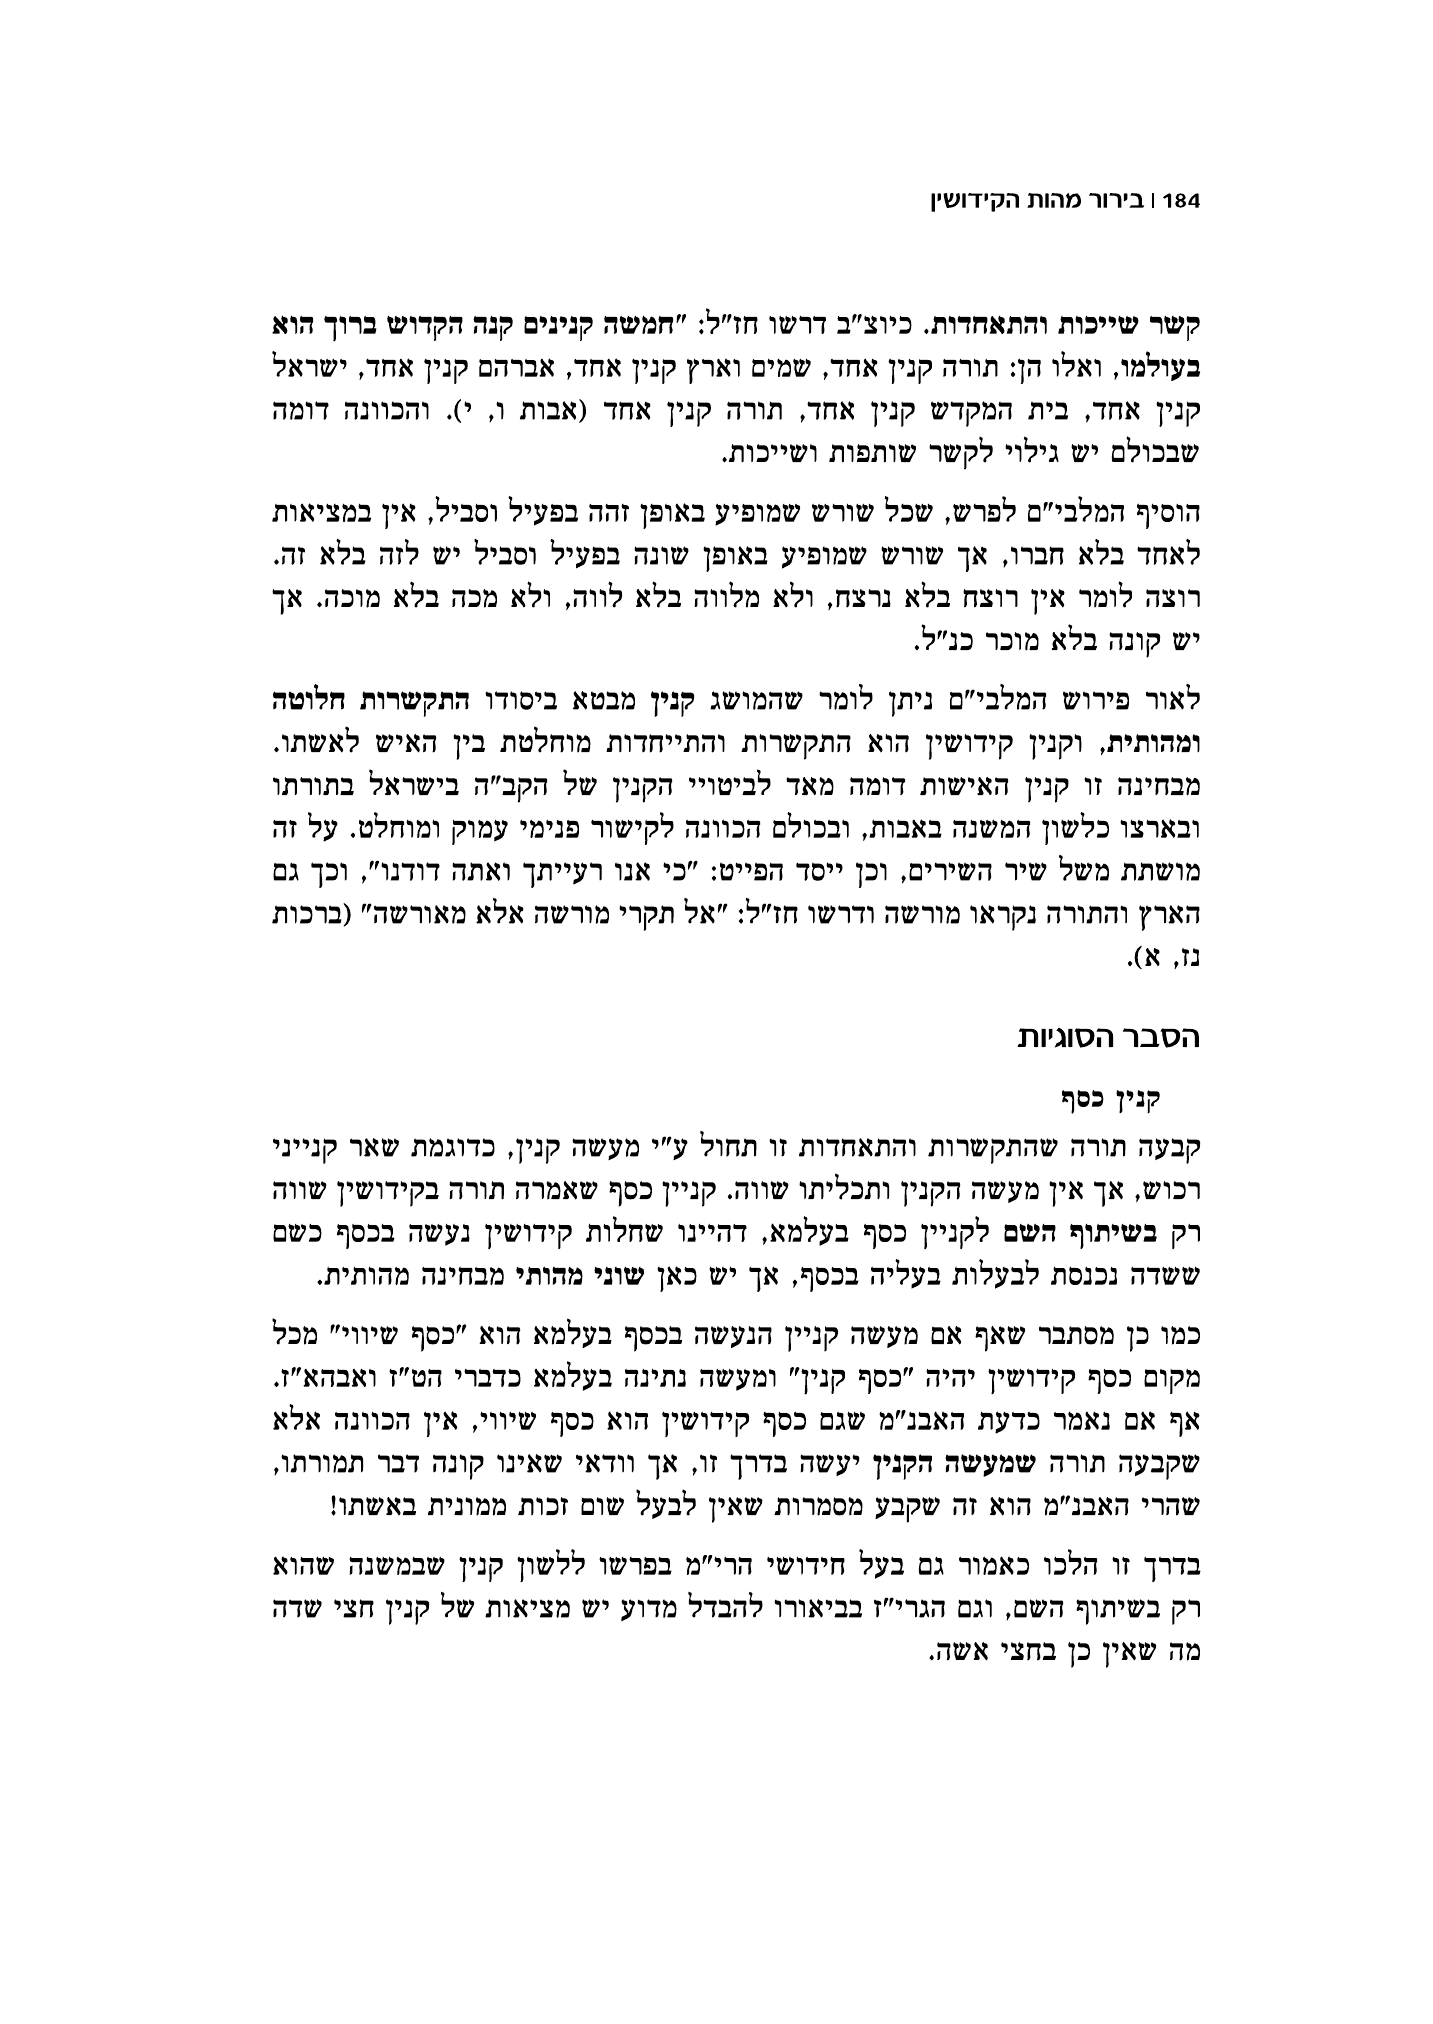 184 | בירור מהות הקידושין
קשר שייכות והתאחדות. כיוצ"ב דרשו חז"ל: "חמשה קנינים קנה הקדוש ברוך הוא
בעולמו, ואלו הן: תורה קנין אחד, שמים וארץ קנין אחד, אברהם קנין אחד, ישראל
קנין אחד, בית המקדש קנין אחד, תורה קנין אחד (אבות ו, י). והכוונה דומה
שבכולם יש גילוי לקשר שותפות ושייכות.
הוסיף המלבי"ם לפרש, שכל שורש שמופיע באופן זהה בפעיל וסביל, אין במציאות
לאחד בלא חברו, אך שורש שמופיע באופן שונה בפעיל וסביל יש לזה בלא זה.
רוצה לומר אין רוצח בלא נרצח, ולא מלווה בלא לווה, ולא מכה בלא מוכה. אך
יש קונה בלא מוכר כנ"ל.
לאור פירוש המלבי"ם ניתן לומר שהמושג קנין מבטא ביסודו התקשרות חלוטה
ומהותית, וקנין קידושין הוא התקשרות והתייחדות מוחלטת בין האיש לאשתו.
מבחינה זו קנין האישות דומה מאד לביטויי הקנין של הקב"ה בישראל בתורתו
ובארצו כלשון המשנה באבות, ובכולם הכוונה לקישור פנימי עמוק ומוחלט. על זה
מושתת משל שיר השירים, וכן ייסד הפייט: "כי אנו רעייתך ואתה דודנו", וכך גם
הארץ והתורה נקראו מורשה ודרשו חז"ל: "אל תקרי מורשה אלא מאורשה" (ברכות
נז, א).
הסבר הסוגיות
קנין כסף
קבעה תורה שהתקשרות והתאחדות זו תחול ע"י מעשה קנין, כדוגמת שאר קנייני
רכוש, אך אין מעשה הקנין ותכליתו שווה. קניין כסף שאמרה תורה בקידושין שווה
רק בשיתוף השם לקניין כסף בעלמא, דהיינו שחלות קידושין נעשה בכסף כשם
ששדה נכנסת לבעלות בעליה בכסף, אך יש כאן שוני מהותי מבחינה מהותית.
כמו כן מסתבר שאף אם מעשה קניין הנעשה בכסף בעלמא הוא "כסף שיווי" מכל
מקום כסף קידושין יהיה "כסף קנין" ומעשה נתינה בעלמא כדברי הט"ז ואבהא"ז.
אף אם נאמר כדעת האבנ"מ שגם כסף קידושין הוא כסף שיווי, אין הכוונה אלא
שקבעה תורה שמעשה הקנין יעשה בדרך זו, אך וודאי שאינו קונה דבר תמורתו,
שהרי האבנ"מ הוא זה שקבע מסמרות שאין לבעל שום זכות ממונית באשתו!
בדרך זו הלכו כאמור גם בעל חידושי הרי"מ בפרשו ללשון קנין שבמשנה שהוא
רק בשיתוף השם, וגם הגרי"ז בביאורו להבדל מדוע יש מציאות של קנין חצי שדה
מה שאין כן בחצי אשה.